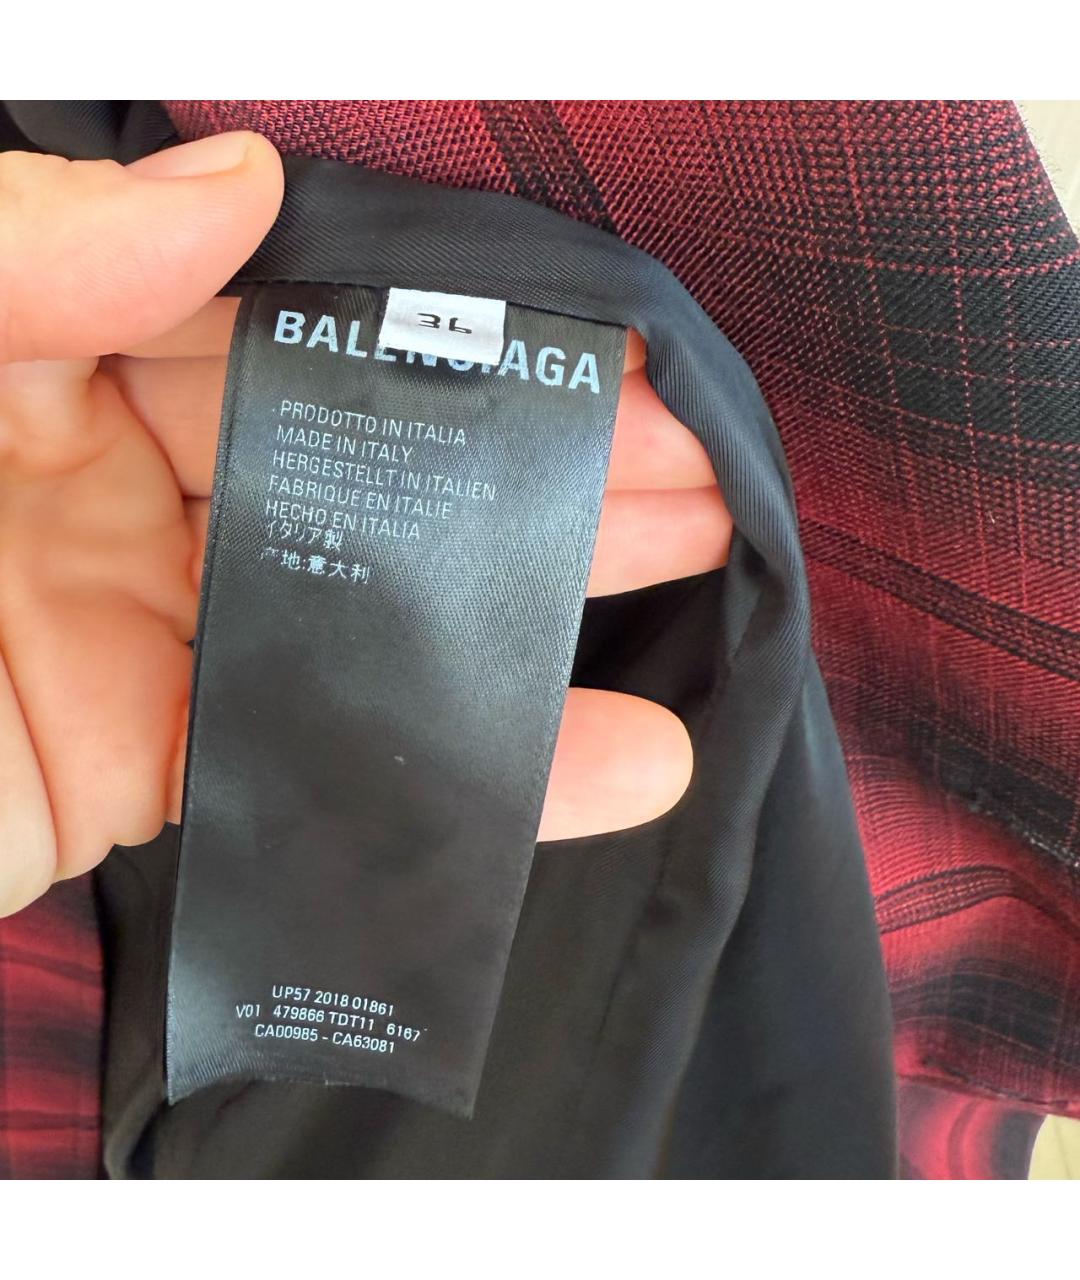 36
BALENCIAGA
PRODOTTO IN ITALIA
MADE IN ITALY
HERGESTELLT IN ITALIEN
FABRIQUE EN ITALIE
HECHO EN ITALIA
イタリア製
产地:意大利
UP57 2018 01861
V01 479866 TDT11 6167
CA00985 - CA63081